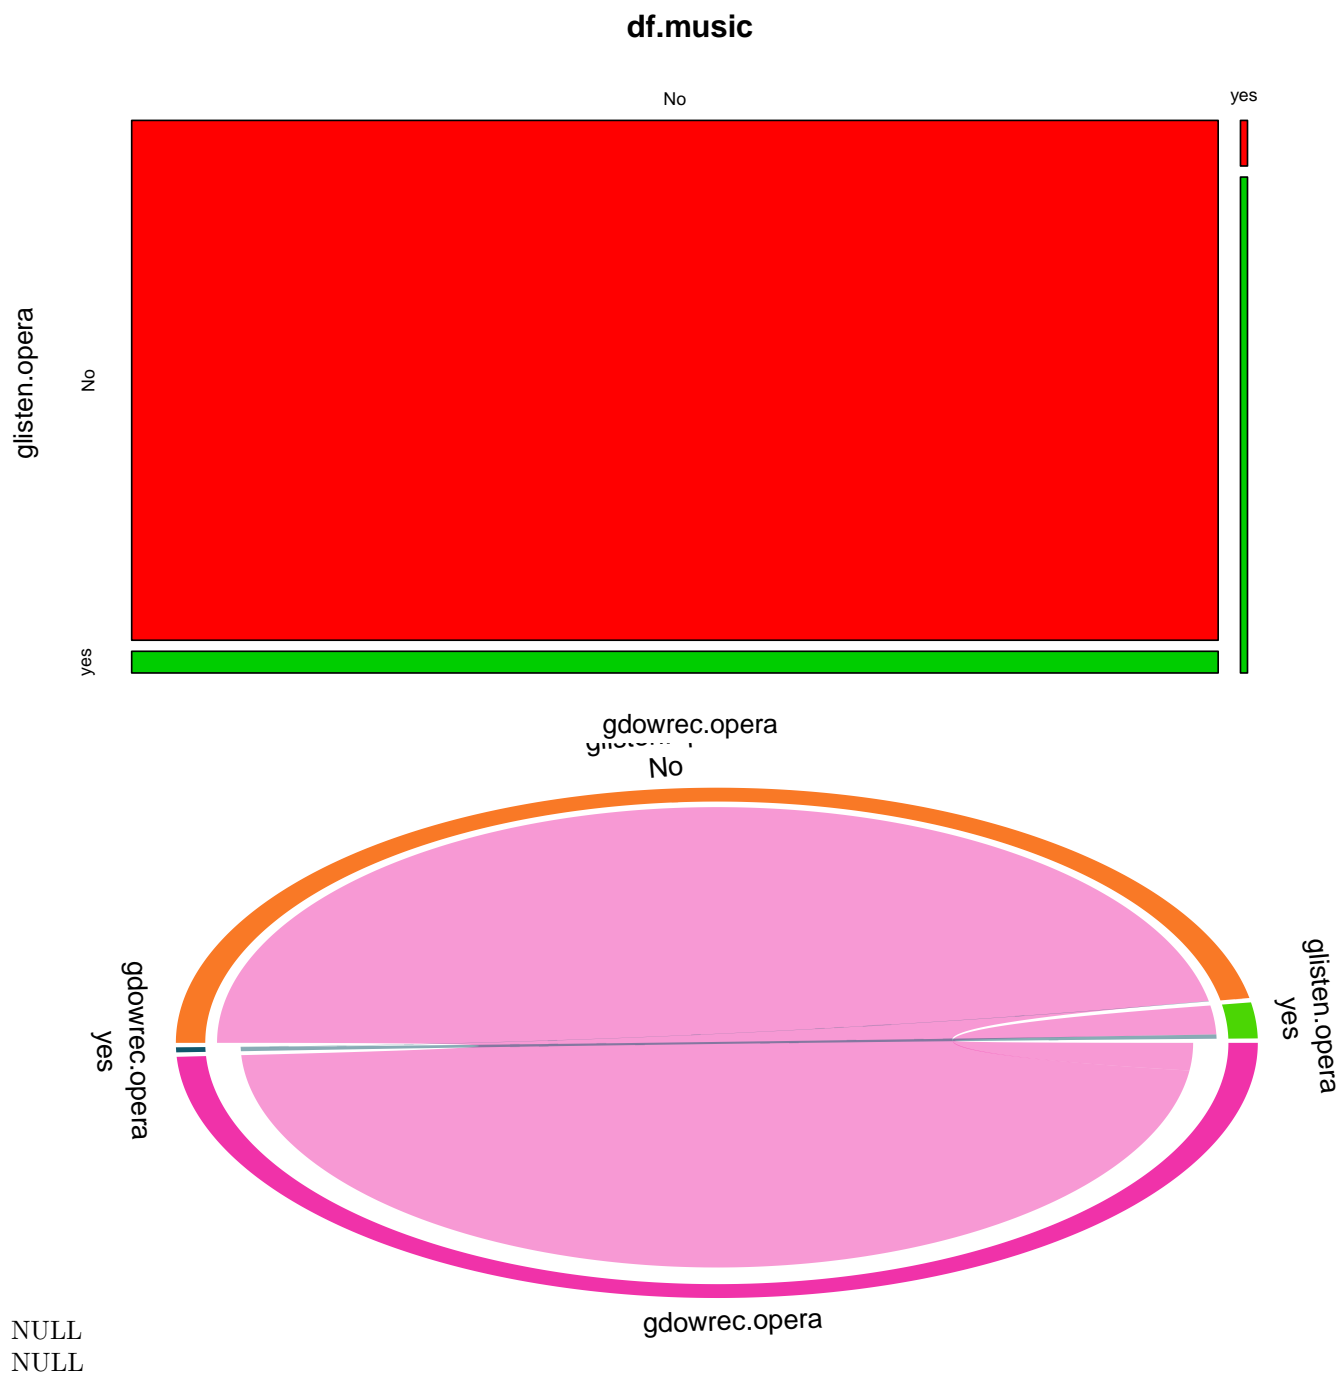 df.music
No
yes
glisten.opera
No
yes
gdowrec.opera
No
glisten.opera
yes
gdowrec.opera
yes
gdowrec.opera
NULL
NULL